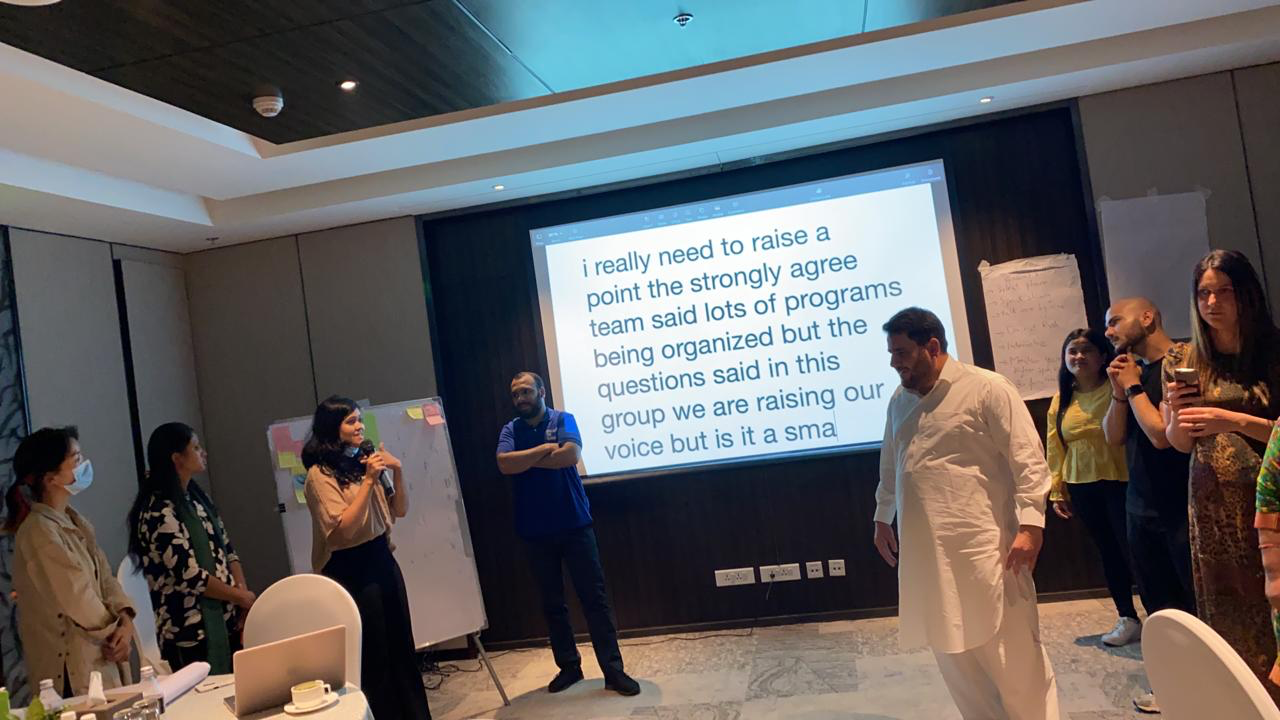 i really need to raise a
point the strongly agree
team said lots of programs
being organized but the
questions said in this
group we are raising our
voice but is it a sma